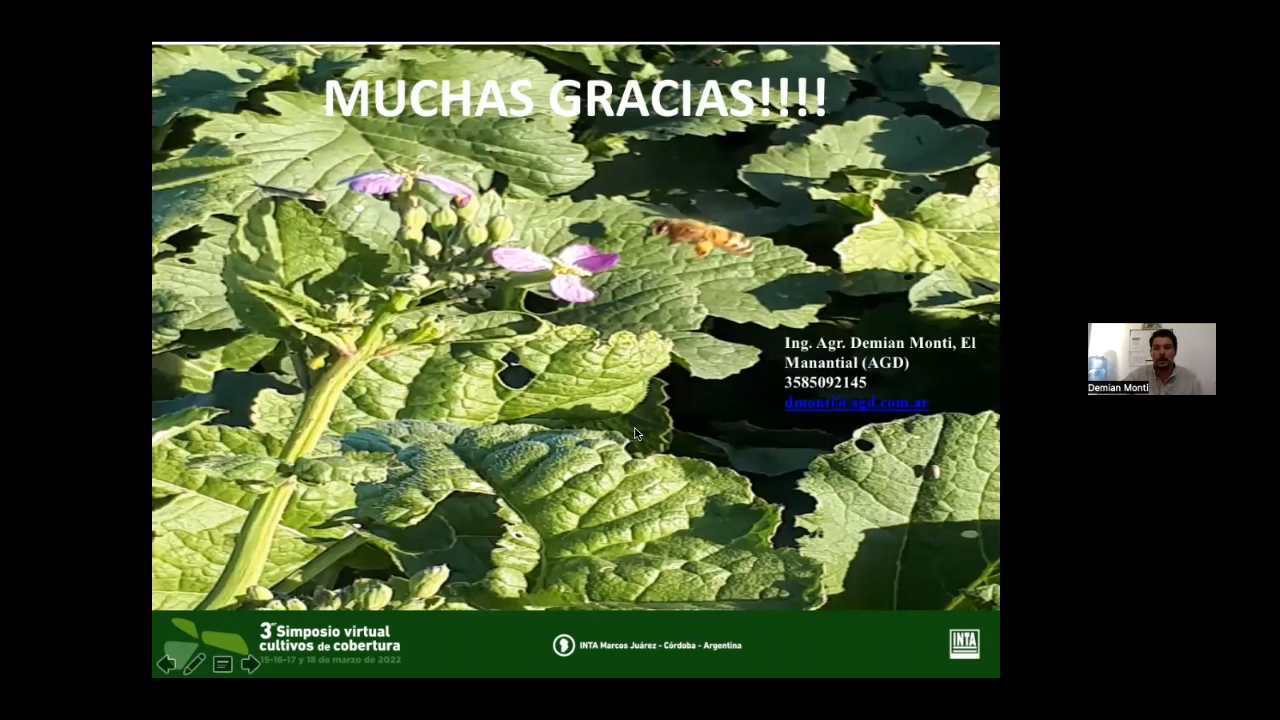 MUCHAS GRACIAS!!!!
Ing. Agr. Demian Monti, El
Manantial (AGD)
3585092145
dmonti@agd.com.ar
Demian Monti
3er Simposio virtual
cultivos de cobertura
15-16-17 y 18 de marzo de 2022
INTA Marcos Juárez - Córdoba - Argentina
INTA